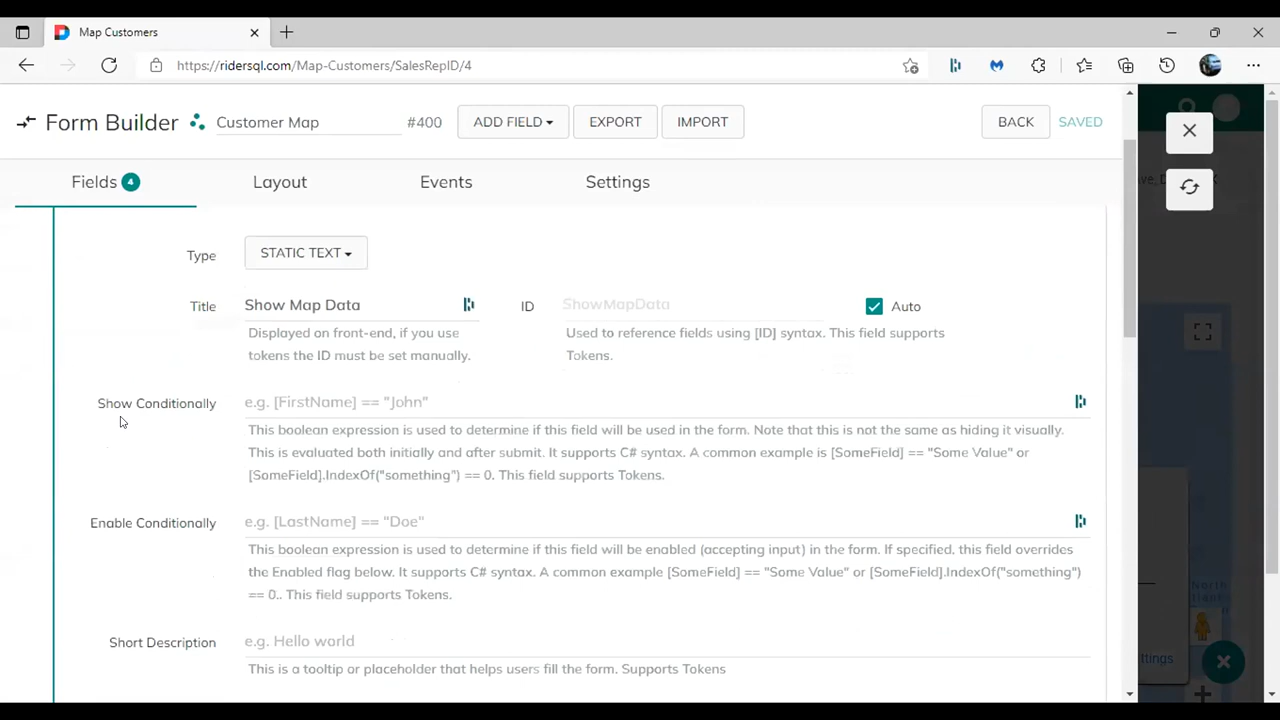 Map Customers
https://ridersql.com/Map-Customers/SalesRepID/4
Form Builder Customer Map #400 ADD FIELD EXPORT IMPORT BACK SAVED
Fields 4 Layout Events Settings
Type STATIC TEXT
Title Show Map Data ID ShowMapData Auto
Displayed on front-end, if you use
tokens the ID must be set manually.
Used to reference fields using [ID] syntax. This field supports
Tokens.
Show Conditionally e.g. [FirstName] == "John"
This boolean expression is used to determine if this field will be used in the form. Note that this is not the same as hiding it visually.
This is evaluated both initially and after submit. It supports C# syntax. A common example is [SomeField] == "Some Value" or
[SomeField].IndexOf("something") == 0. This field supports Tokens.
Enable Conditionally e.g. [LastName] == "Doe"
This boolean expression is used to determine if this field will be enabled (accepting input) in the form. If specified, this field overrides
the Enabled flag below. It supports C# syntax. A common example [SomeField] == "Some Value" or [SomeField].IndexOf("something")
== 0.. This field supports Tokens.
Short Description e.g. Hello world
This is a tooltip or placeholder that helps users fill the form. Supports Tokens
North
ttings